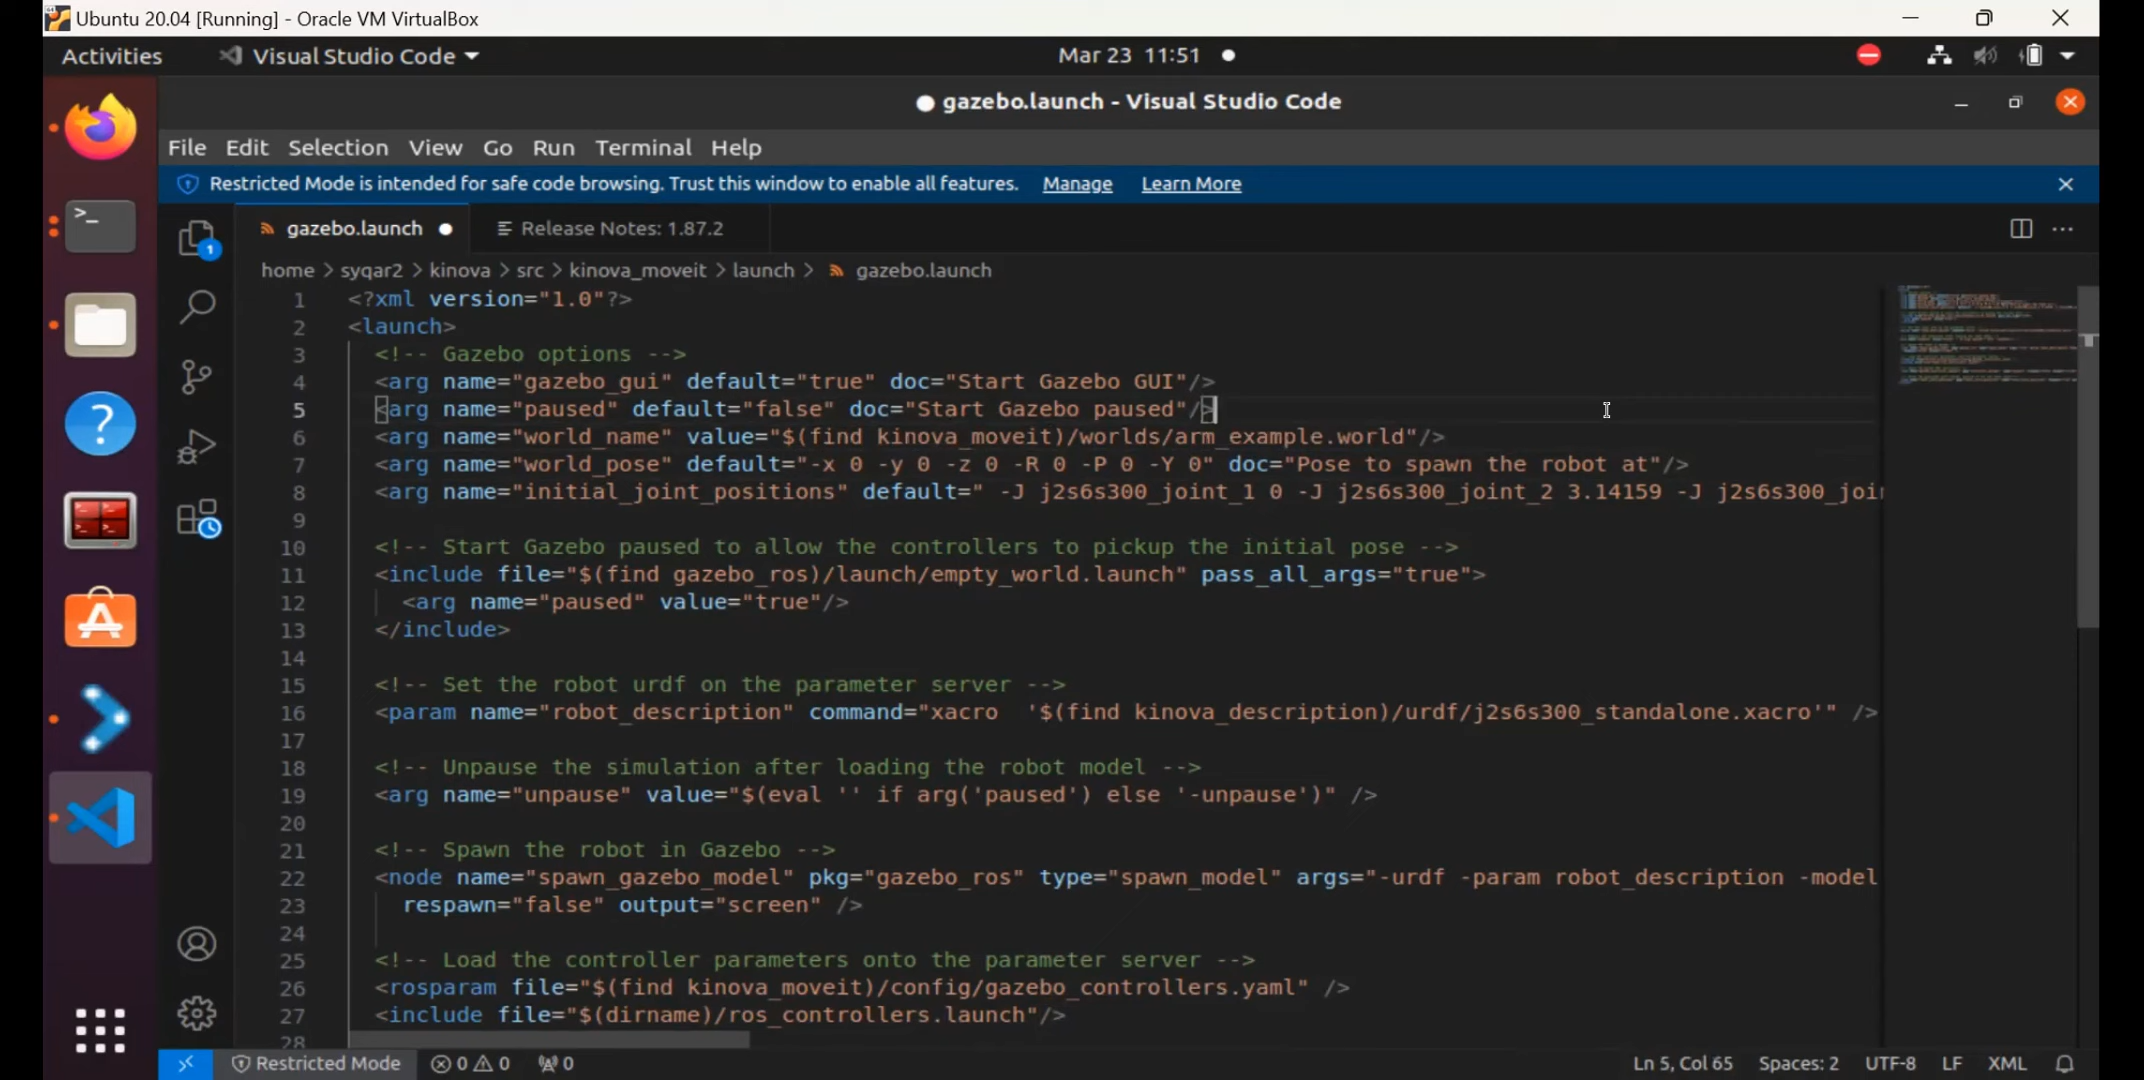 Ubuntu 20.04 [Running] - Oracle VM VirtualBox
Activities Visual Studio Code Mar 23 11:51
gazebo.launch - Visual Studio Code
File Edit Selection View Go Run Terminal Help
Restricted Mode is intended for safe code browsing. Trust this window to enable all features. Manage Learn More
gazebo.launch Release Notes: 1.87.2
home > syqar2 > kinova > src > kinova_moveit > launch > gazebo.launch
1 <?xml version="1.0"?>
2 <launch>
3 <!-- Gazebo options -->
4 <arg name="gazebo_gui" default="true" doc="Start Gazebo GUI"/>
5 <arg name="paused" default="false" doc="Start Gazebo paused"/>
6 <arg name="world_name" value="$(find kinova_moveit)/worlds/arm_example.world"/>
7 <arg name="world_pose" default="-x 0 -y 0 -z 0 -R 0 -P 0 -Y 0" doc="Pose to spawn the robot at"/>
8 <arg name="initial_joint_positions" default=" -J j2s6s300_joint_1 0 -J j2s6s300_joint_2 3.14159 -J j2s6s300_joi
9
10 <!-- Start Gazebo paused to allow the controllers to pickup the initial pose -->
11 <include file="$(find gazebo_ros)/launch/empty_world.launch" pass_all_args="true">
12 <arg name="paused" value="true"/>
13 </include>
14
15 <!-- Set the robot urdf on the parameter server -->
16 <param name="robot_description" command="xacro  '$(find kinova_description)/urdf/j2s6s300_standalone.xacro'" />
17
18 <!-- Unpause the simulation after loading the robot model -->
19 <arg name="unpause" value="$(eval '' if arg('paused') else '-unpause')" />
20
21 <!-- Spawn the robot in Gazebo -->
22 <node name="spawn_gazebo_model" pkg="gazebo_ros" type="spawn_model" args="-urdf -param robot_description -model
23 respawn="false" output="screen" />
24
25 <!-- Load the controller parameters onto the parameter server -->
26 <rosparam file="$(find kinova_moveit)/config/gazebo_controllers.yaml" />
27 <include file="$(dirname)/ros_controllers.launch"/>
28
Restricted Mode 0 0 0 Ln 5, Col 65 Spaces: 2 UTF-8 LF XML